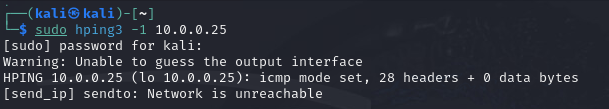 ┌──(kali㉿kali)-[~]
└─$ sudo hping3 -1 10.0.0.25
[sudo] password for kali:
Warning: Unable to guess the output interface
HPING 10.0.0.25 (lo 10.0.0.25): icmp mode set, 28 headers + 0 data bytes
[send_ip] sendto: Network is unreachable